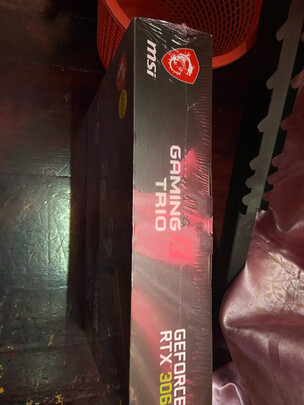 msi
GAMING
TRIO
GEFORCE
RTX 306